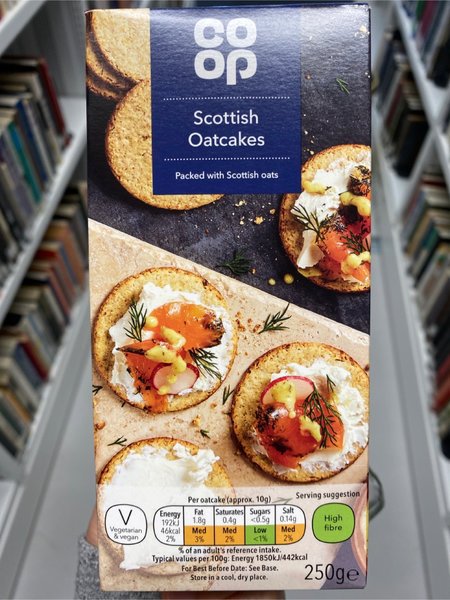 CO
OP
Scottish
Oatcakes
Packed with Scottish oats
Per oatcake (approx. 10g)
Serving suggestion
V
Vegetarian
& vegan
Energy
192kJ
46kcal
2%
Fat
1.8g
Med
3%
Saturates
0.4g
Med
2%
Sugars
<0.5g
Low
<1%
Salt
0.14g
Med
2%
High
fibre
% of an adult's reference intake.
Typical values per 100g: Energy 1850kJ/442kcal
For Best Before Date: See Base.
Store in a cool, dry place.
250g℮